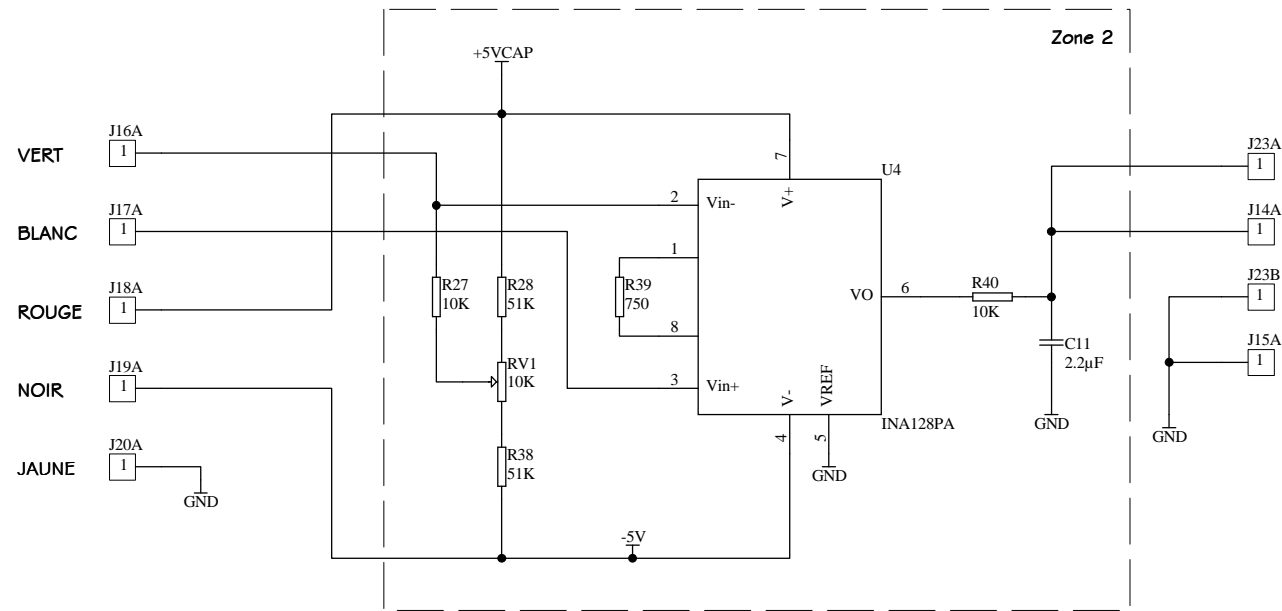 Zone 2
+5VCAP
VERT
J16A
1
BLANC
J17A
1
ROUGE
J18A
1
NOIR
J19A
1
JAUNE
J20A
1
GND
R27
10K
R28
51K
RV1
10K
R38
51K
-5V
R39
750
2
1
8
3
7
4
5
6
Vin-
Vin+
V+
V-
VREF
VO
U4
INA128PA
GND
R40
10K
C11
2.2µF
GND
J23A
1
J14A
1
J23B
1
J15A
1
GND